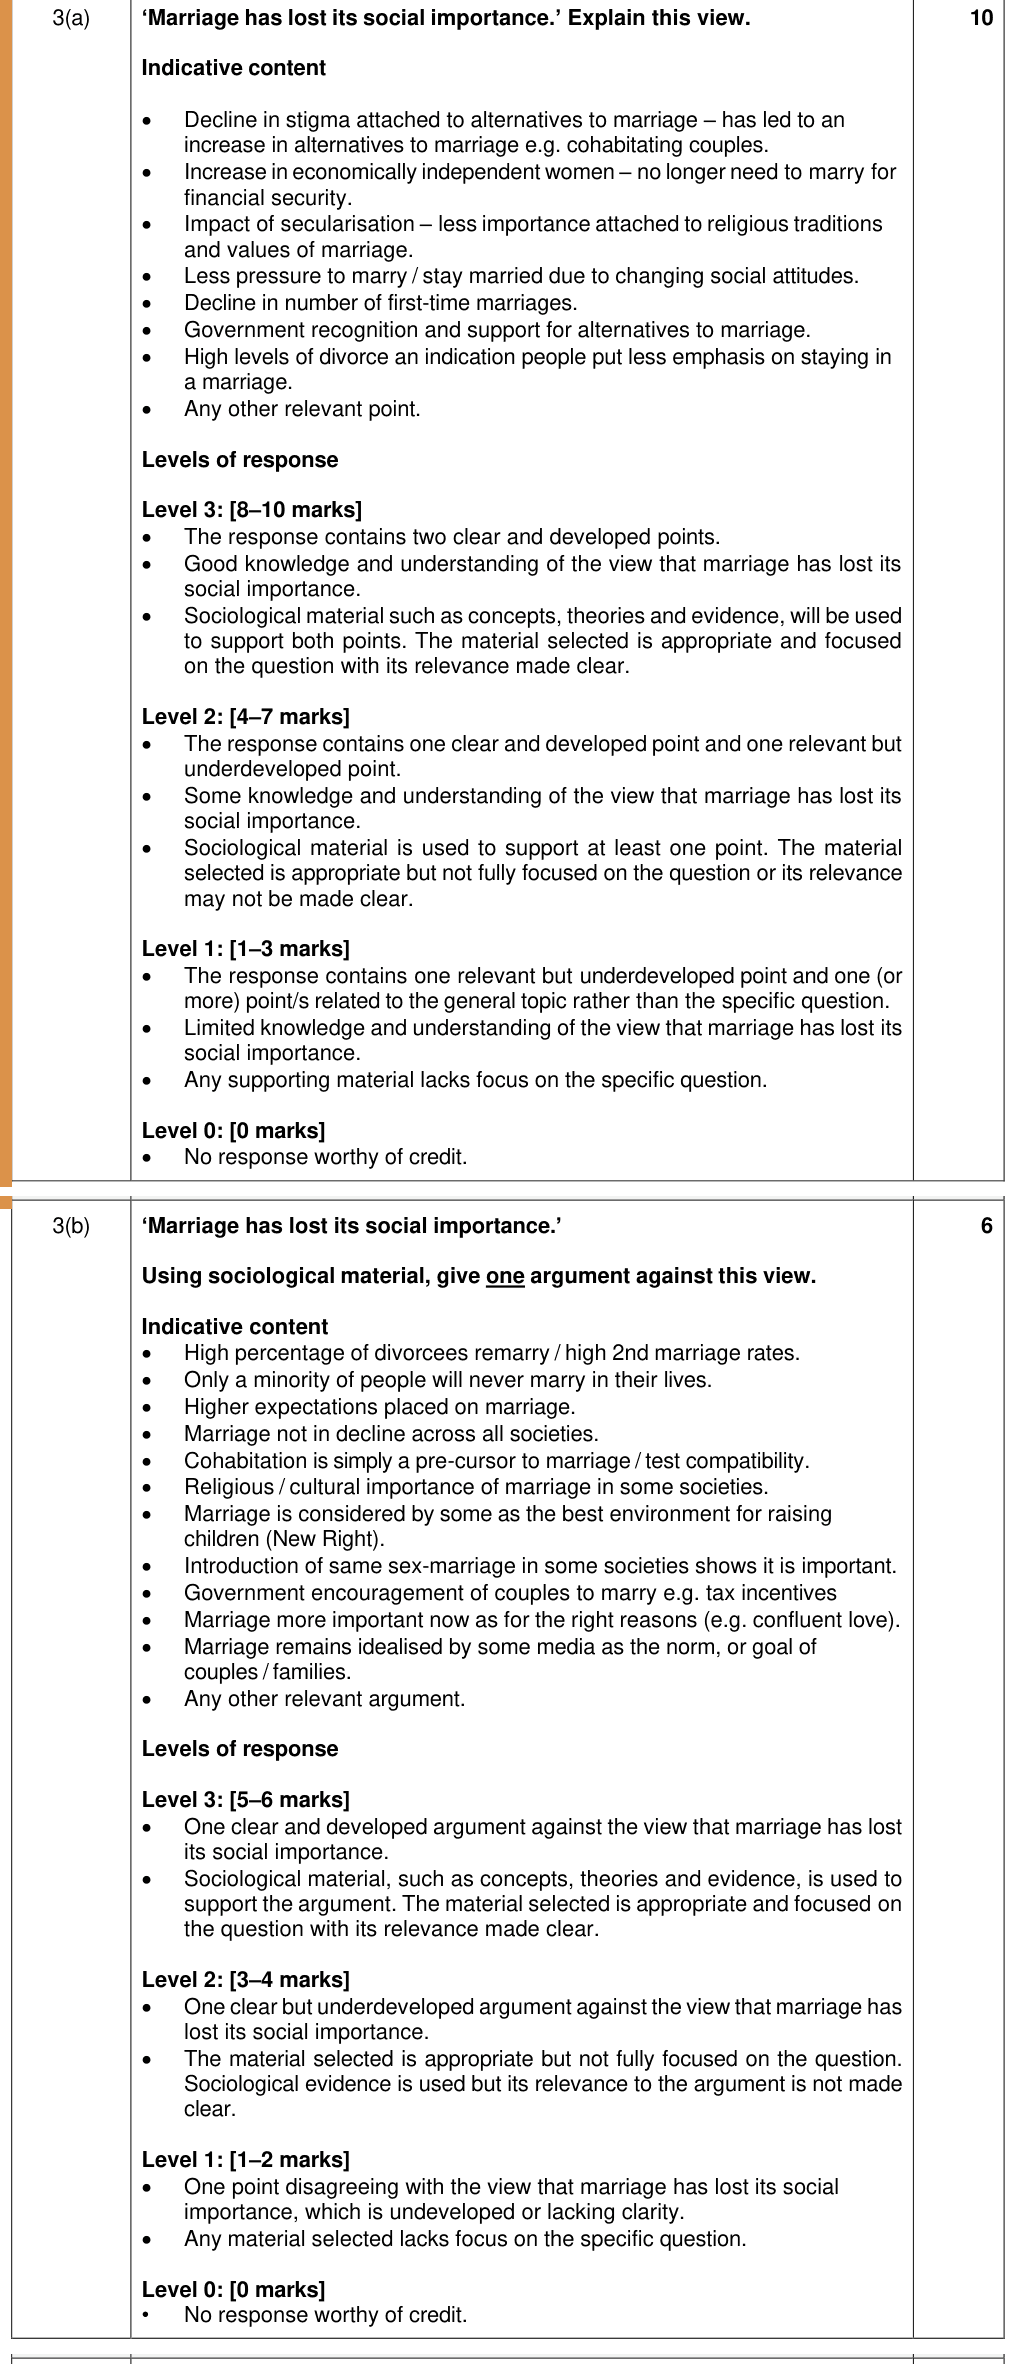 3(a) ‘Marriage has lost its social importance.’ Explain this view. 10
Indicative content
• Decline in stigma attached to alternatives to marriage – has led to an
increase in alternatives to marriage e.g. cohabitating couples.
• Increase in economically independent women – no longer need to marry for
financial security.
• Impact of secularisation – less importance attached to religious traditions
and values of marriage.
• Less pressure to marry / stay married due to changing social attitudes.
• Decline in number of first-time marriages.
• Government recognition and support for alternatives to marriage.
• High levels of divorce an indication people put less emphasis on staying in
a marriage.
• Any other relevant point.
Levels of response
Level 3: [8–10 marks]
• The response contains two clear and developed points.
• Good knowledge and understanding of the view that marriage has lost its
social importance.
• Sociological material such as concepts, theories and evidence, will be used
to support both points. The material selected is appropriate and focused
on the question with its relevance made clear.
Level 2: [4–7 marks]
• The response contains one clear and developed point and one relevant but
underdeveloped point.
• Some knowledge and understanding of the view that marriage has lost its
social importance.
• Sociological material is used to support at least one point. The material
selected is appropriate but not fully focused on the question or its relevance
may not be made clear.
Level 1: [1–3 marks]
• The response contains one relevant but underdeveloped point and one (or
more) point/s related to the general topic rather than the specific question.
• Limited knowledge and understanding of the view that marriage has lost its
social importance.
• Any supporting material lacks focus on the specific question.
Level 0: [0 marks]
• No response worthy of credit.
3(b) ‘Marriage has lost its social importance.’ 6
Using sociological material, give one argument against this view.
Indicative content
• High percentage of divorcees remarry / high 2nd marriage rates.
• Only a minority of people will never marry in their lives.
• Higher expectations placed on marriage.
• Marriage not in decline across all societies.
• Cohabitation is simply a pre-cursor to marriage / test compatibility.
• Religious / cultural importance of marriage in some societies.
• Marriage is considered by some as the best environment for raising
children (New Right).
• Introduction of same sex-marriage in some societies shows it is important.
• Government encouragement of couples to marry e.g. tax incentives
• Marriage more important now as for the right reasons (e.g. confluent love).
• Marriage remains idealised by some media as the norm, or goal of
couples / families.
• Any other relevant argument.
Levels of response
Level 3: [5–6 marks]
• One clear and developed argument against the view that marriage has lost
its social importance.
• Sociological material, such as concepts, theories and evidence, is used to
support the argument. The material selected is appropriate and focused on
the question with its relevance made clear.
Level 2: [3–4 marks]
• One clear but underdeveloped argument against the view that marriage has
lost its social importance.
• The material selected is appropriate but not fully focused on the question.
Sociological evidence is used but its relevance to the argument is not made
clear.
Level 1: [1–2 marks]
• One point disagreeing with the view that marriage has lost its social
importance, which is undeveloped or lacking clarity.
• Any material selected lacks focus on the specific question.
Level 0: [0 marks]
• No response worthy of credit.